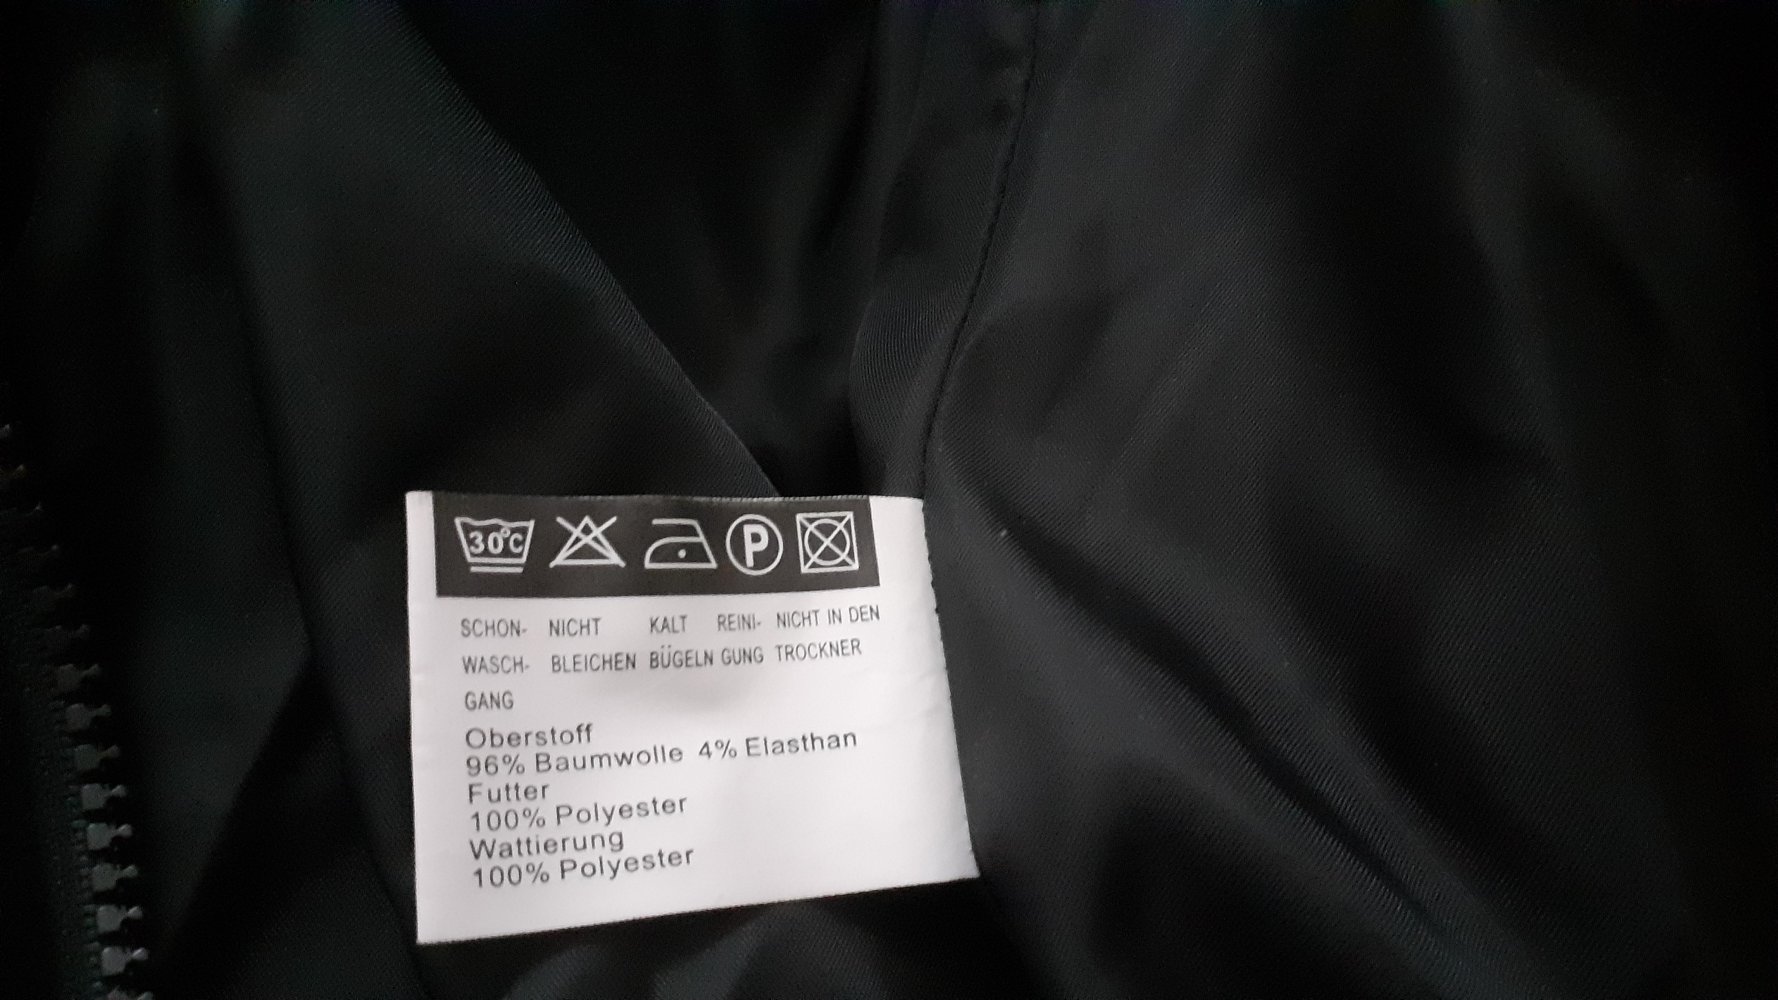 30°C P
SCHON- NICHT KALT REINI- NICHT IN DEN
WASCH- BLEICHEN BÜGELN GUNG TROCKNER
GANG
Oberstoff
96% Baumwolle 4% Elasthan
Futter
100% Polyester
Wattierung
100% Polyester